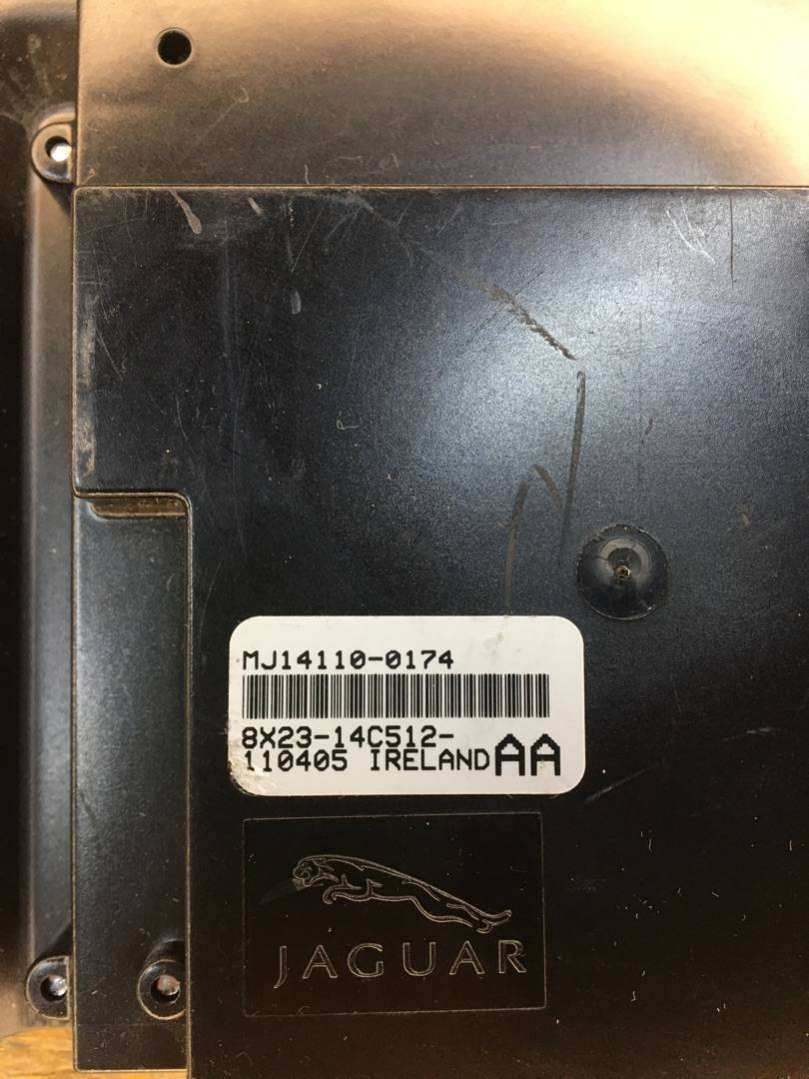 MJ14110-0174
8X23-14C512-
110405 IRELAND AA
JAGUAR